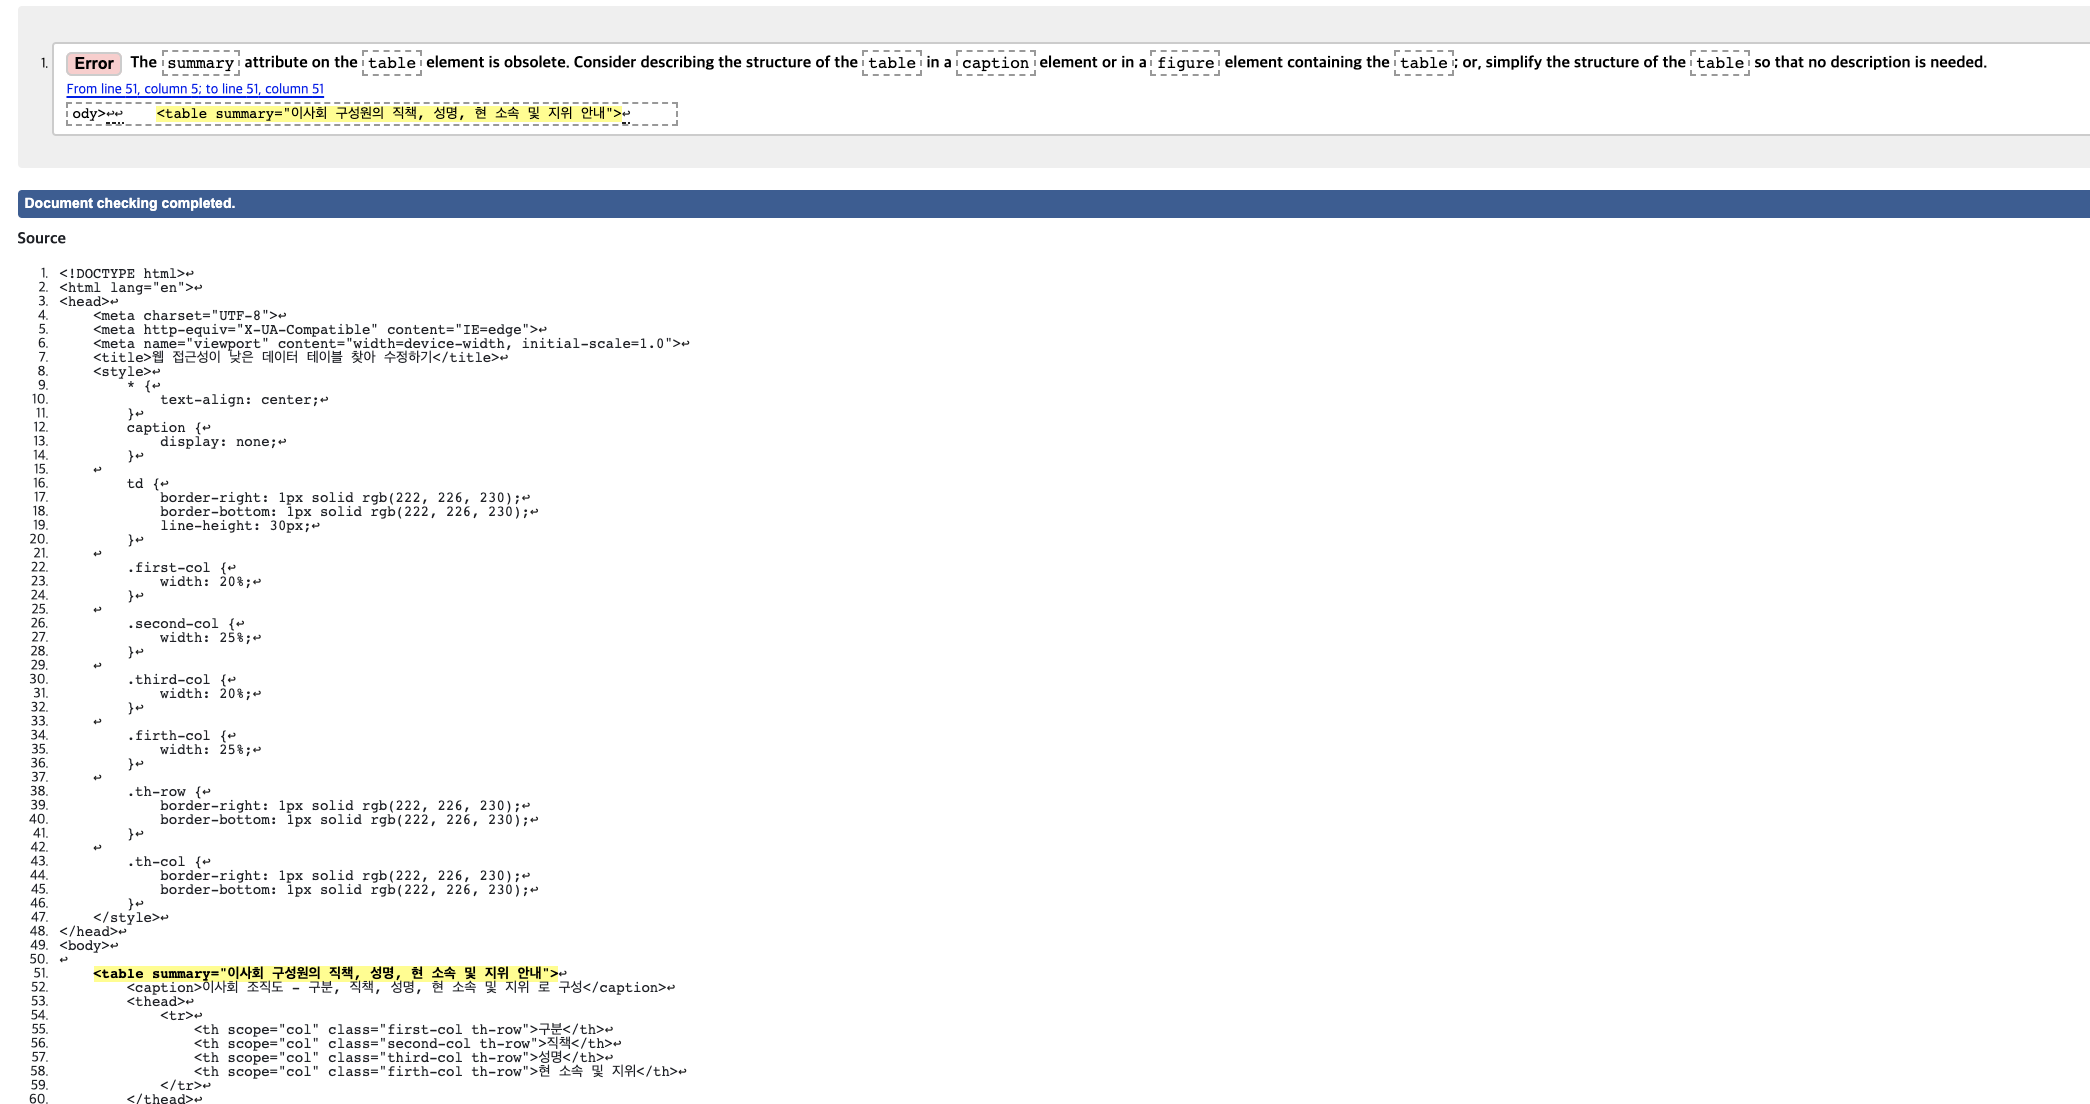 1. Error The summary attribute on the table element is obsolete. Consider describing the structure of the table in a caption element or in a figure element containing the table; or, simplify the structure of the table so that no description is needed.
From line 51, column 5; to line 51, column 51
ody>↩↩    <table summary="이사회 구성원의 직책, 성명, 현 소속 및 지위 안내">↩
Document checking completed.
Source
1. <!DOCTYPE html>↩
2. <html lang="en">↩
3. <head>↩
4.     <meta charset="UTF-8">↩
5.     <meta http-equiv="X-UA-Compatible" content="IE=edge">↩
6.     <meta name="viewport" content="width=device-width, initial-scale=1.0">↩
7.     <title>웹 접근성이 낮은 데이터 테이블 찾아 수정하기</title>↩
8.     <style>↩
9.         * {↩
10.             text-align: center;↩
11.         }↩
12.         caption {↩
13.             display: none;↩
14.         }↩
15.     ↩
16.         td {↩
17.             border-right: 1px solid rgb(222, 226, 230);↩
18.             border-bottom: 1px solid rgb(222, 226, 230);↩
19.             line-height: 30px;↩
20.         }↩
21.     ↩
22.         .first-col {↩
23.             width: 20%;↩
24.         }↩
25.     ↩
26.         .second-col {↩
27.             width: 25%;↩
28.         }↩
29.     ↩
30.         .third-col {↩
31.             width: 20%;↩
32.         }↩
33.     ↩
34.         .firth-col {↩
35.             width: 25%;↩
36.         }↩
37.     ↩
38.         .th-row {↩
39.             border-right: 1px solid rgb(222, 226, 230);↩
40.             border-bottom: 1px solid rgb(222, 226, 230);↩
41.         }↩
42.     ↩
43.         .th-col {↩
44.             border-right: 1px solid rgb(222, 226, 230);↩
45.             border-bottom: 1px solid rgb(222, 226, 230);↩
46.         }↩
47.     </style>↩
48. </head>↩
49. <body>↩
50. ↩
51.     <table summary="이사회 구성원의 직책, 성명, 현 소속 및 지위 안내">↩
52.         <caption>이사회 조직도 - 구분, 직책, 성명, 현 소속 및 지위 로 구성</caption>↩
53.         <thead>↩
54.             <tr>↩
55.                 <th scope="col" class="first-col th-row">구분</th>↩
56.                 <th scope="col" class="second-col th-row">직책</th>↩
57.                 <th scope="col" class="third-col th-row">성명</th>↩
58.                 <th scope="col" class="firth-col th-row">현 소속 및 지위</th>↩
59.             </tr>↩
60.         </thead>↩